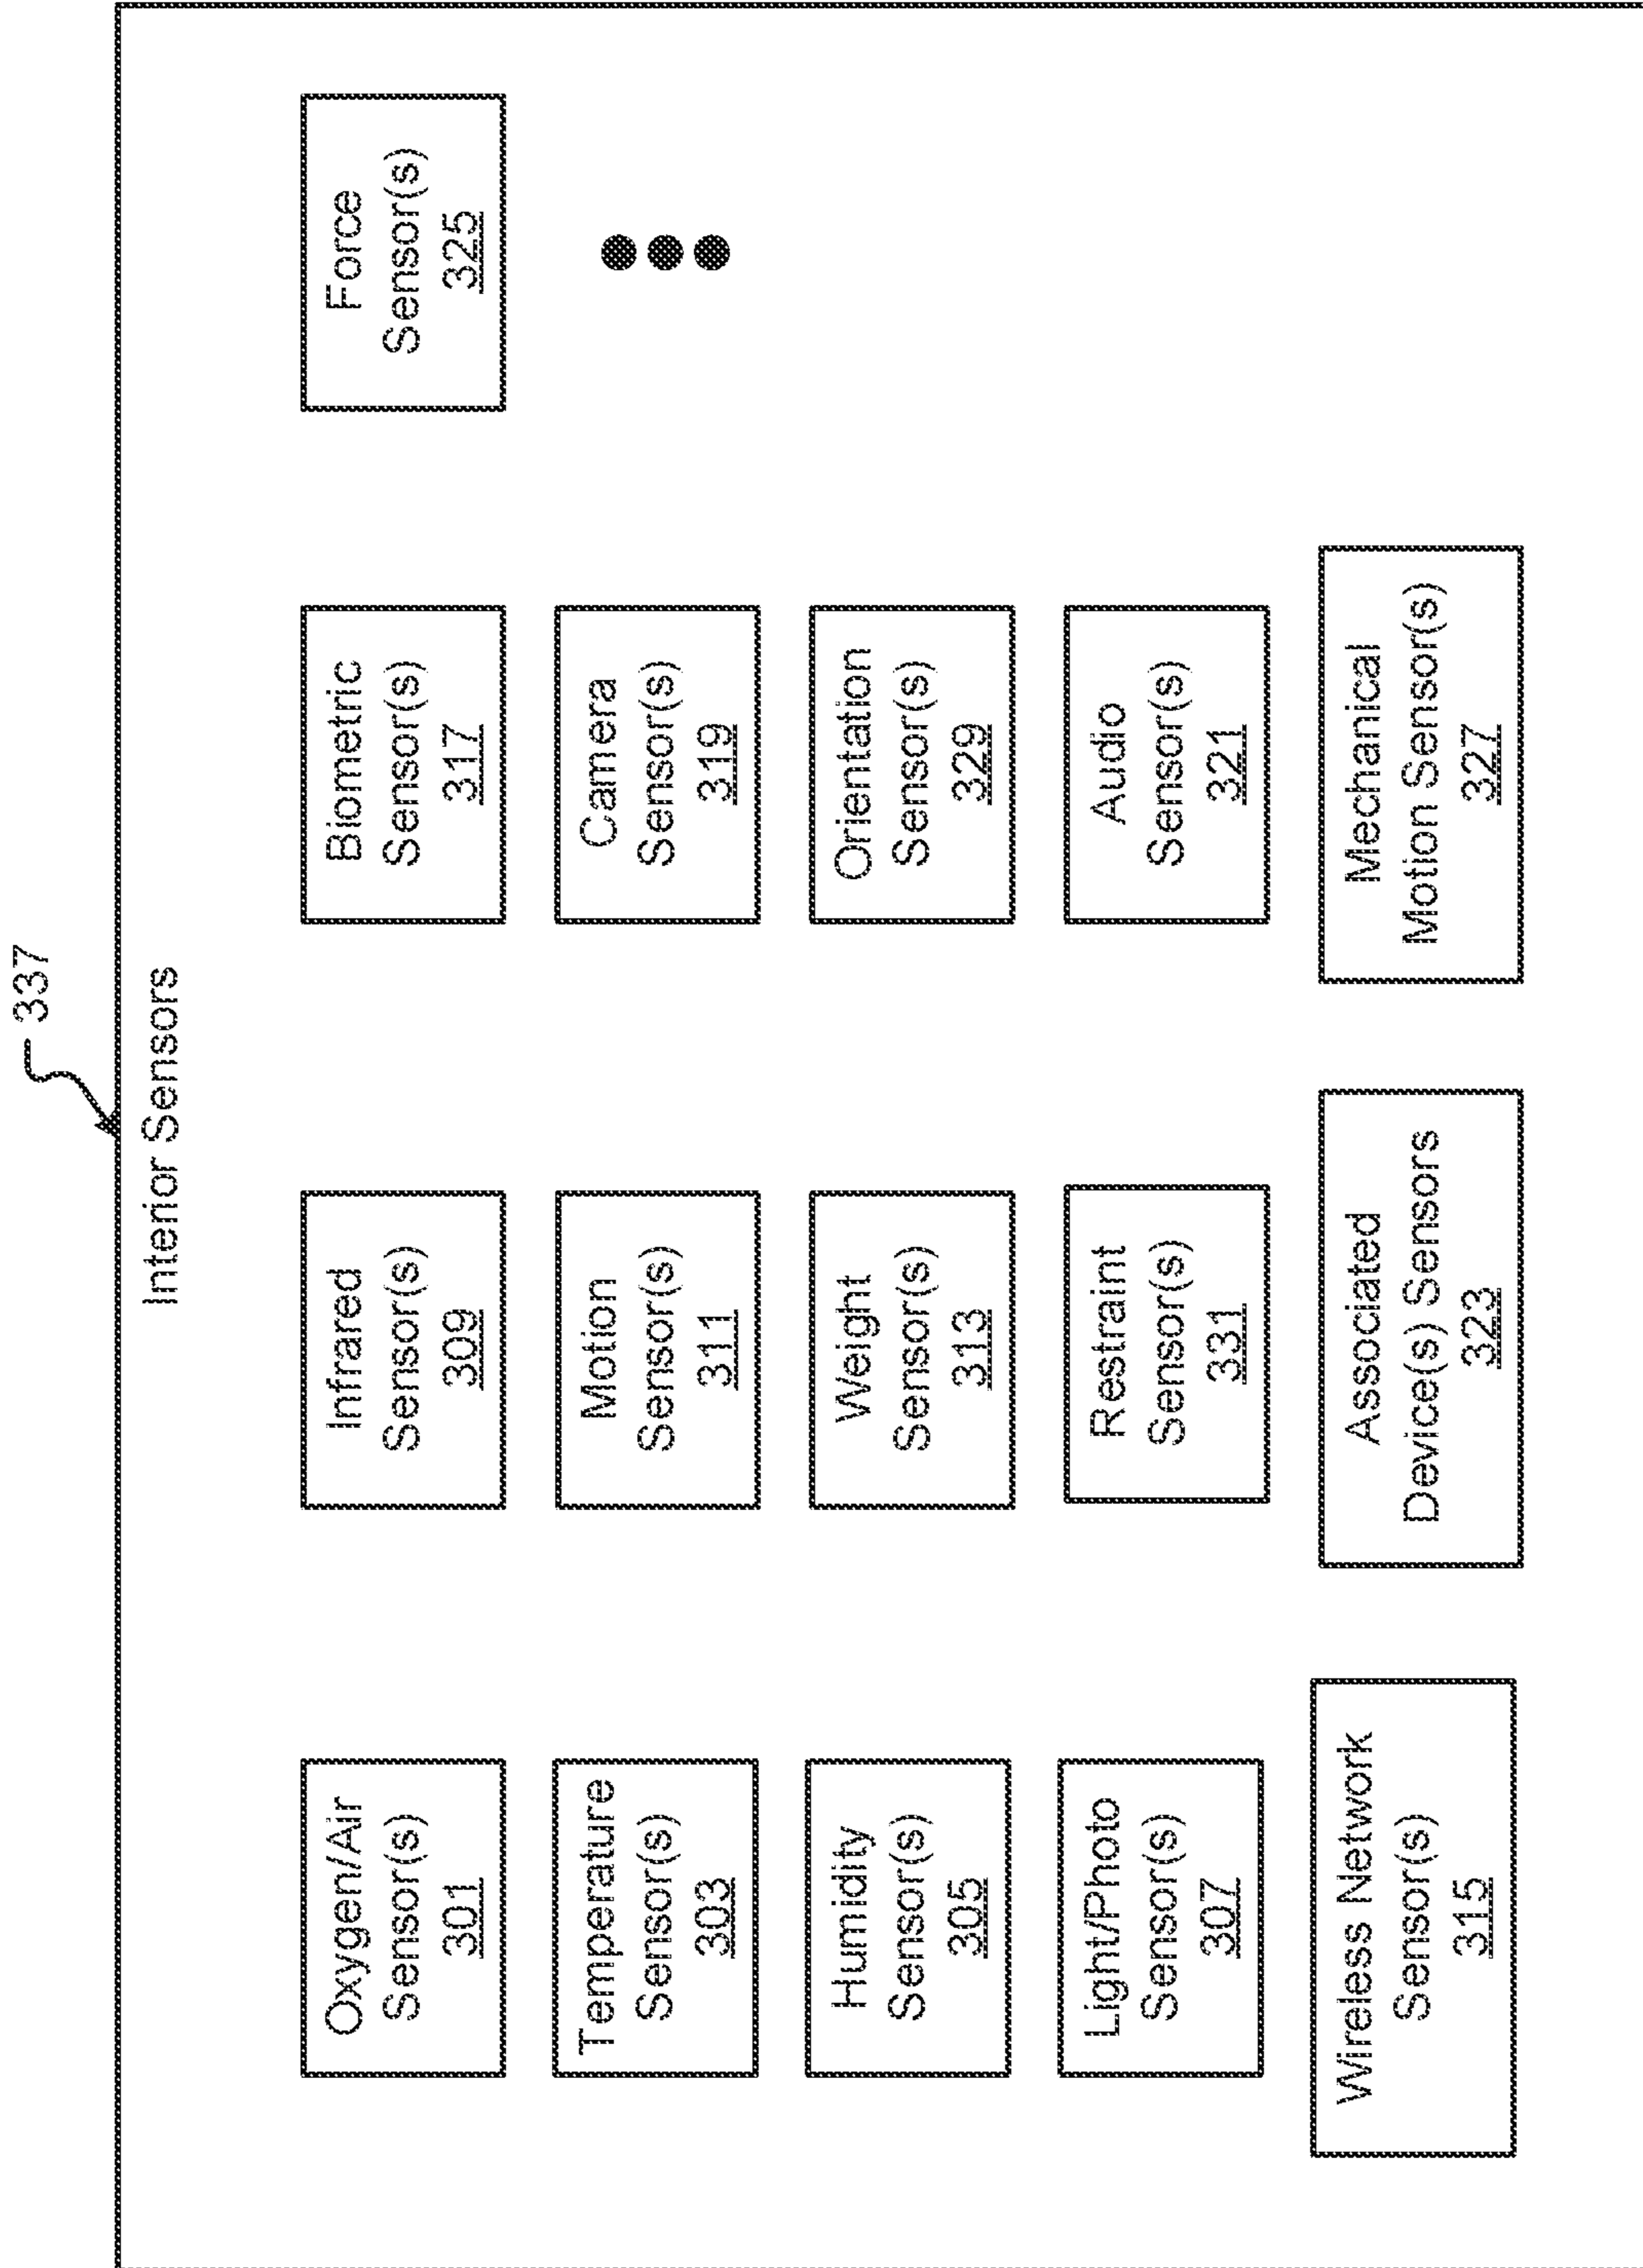 337
Interior Sensors
Oxygen/Air
Sensor(s)
301
Temperature
Sensor(s)
303
Humidity
Sensor(s)
305
Light/Photo
Sensor(s)
307
Wireless Network
Sensor(s)
315
Infrared
Sensor(s)
309
Motion
Sensor(s)
311
Weight
Sensor(s)
313
Restraint
Sensor(s)
331
Associated
Device(s) Sensors
323
Biometric
Sensor(s)
317
Camera
Sensor(s)
319
Orientation
Sensor(s)
329
Audio
Sensor(s)
321
Mechanical
Motion Sensor(s)
327
Force
Sensor(s)
325